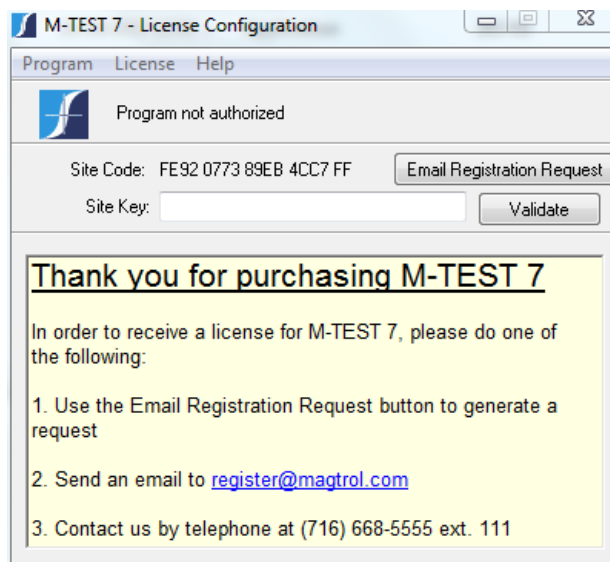 M-TEST 7 - License Configuration
Program License Help
Program not authorized
Site Code: FE92 0773 89EB 4CC7 FF Email Registration Request
Site Key: Validate
Thank you for purchasing M-TEST 7
In order to receive a license for M-TEST 7, please do one of
the following:
1. Use the Email Registration Request button to generate a
request
2. Send an email to register@magtrol.com
3. Contact us by telephone at (716) 668-5555 ext. 111